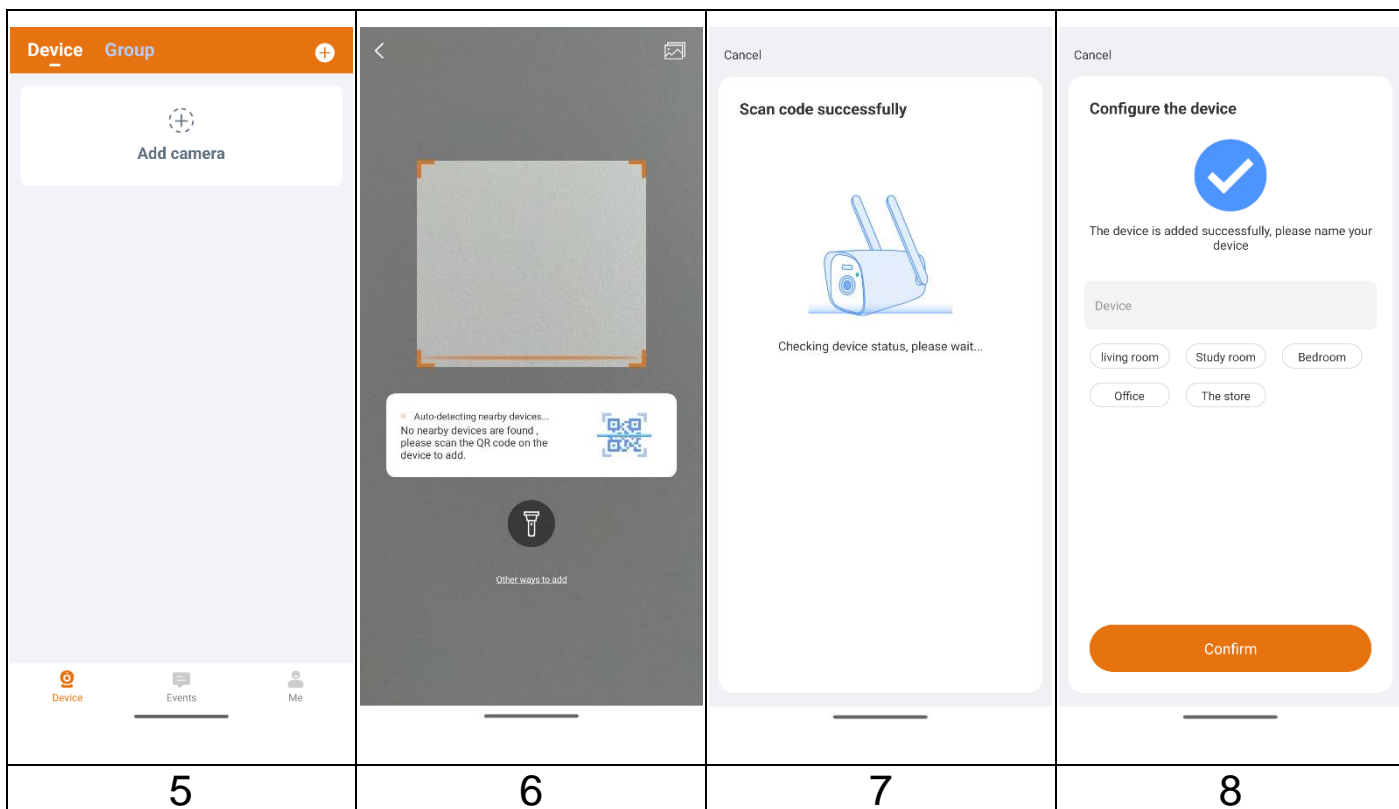 Device Group
Add camera
Device Events Me
5
Auto-detecting nearby devices...
No nearby devices are found ,
please scan the QR code on the
device to add.
Other ways to add
6
Cancel
Scan code successfully
Checking device status, please wait...
7
Cancel
Configure the device
The device is added successfully, please name your
device
Device
living room Study room Bedroom
Office The store
Confirm
8